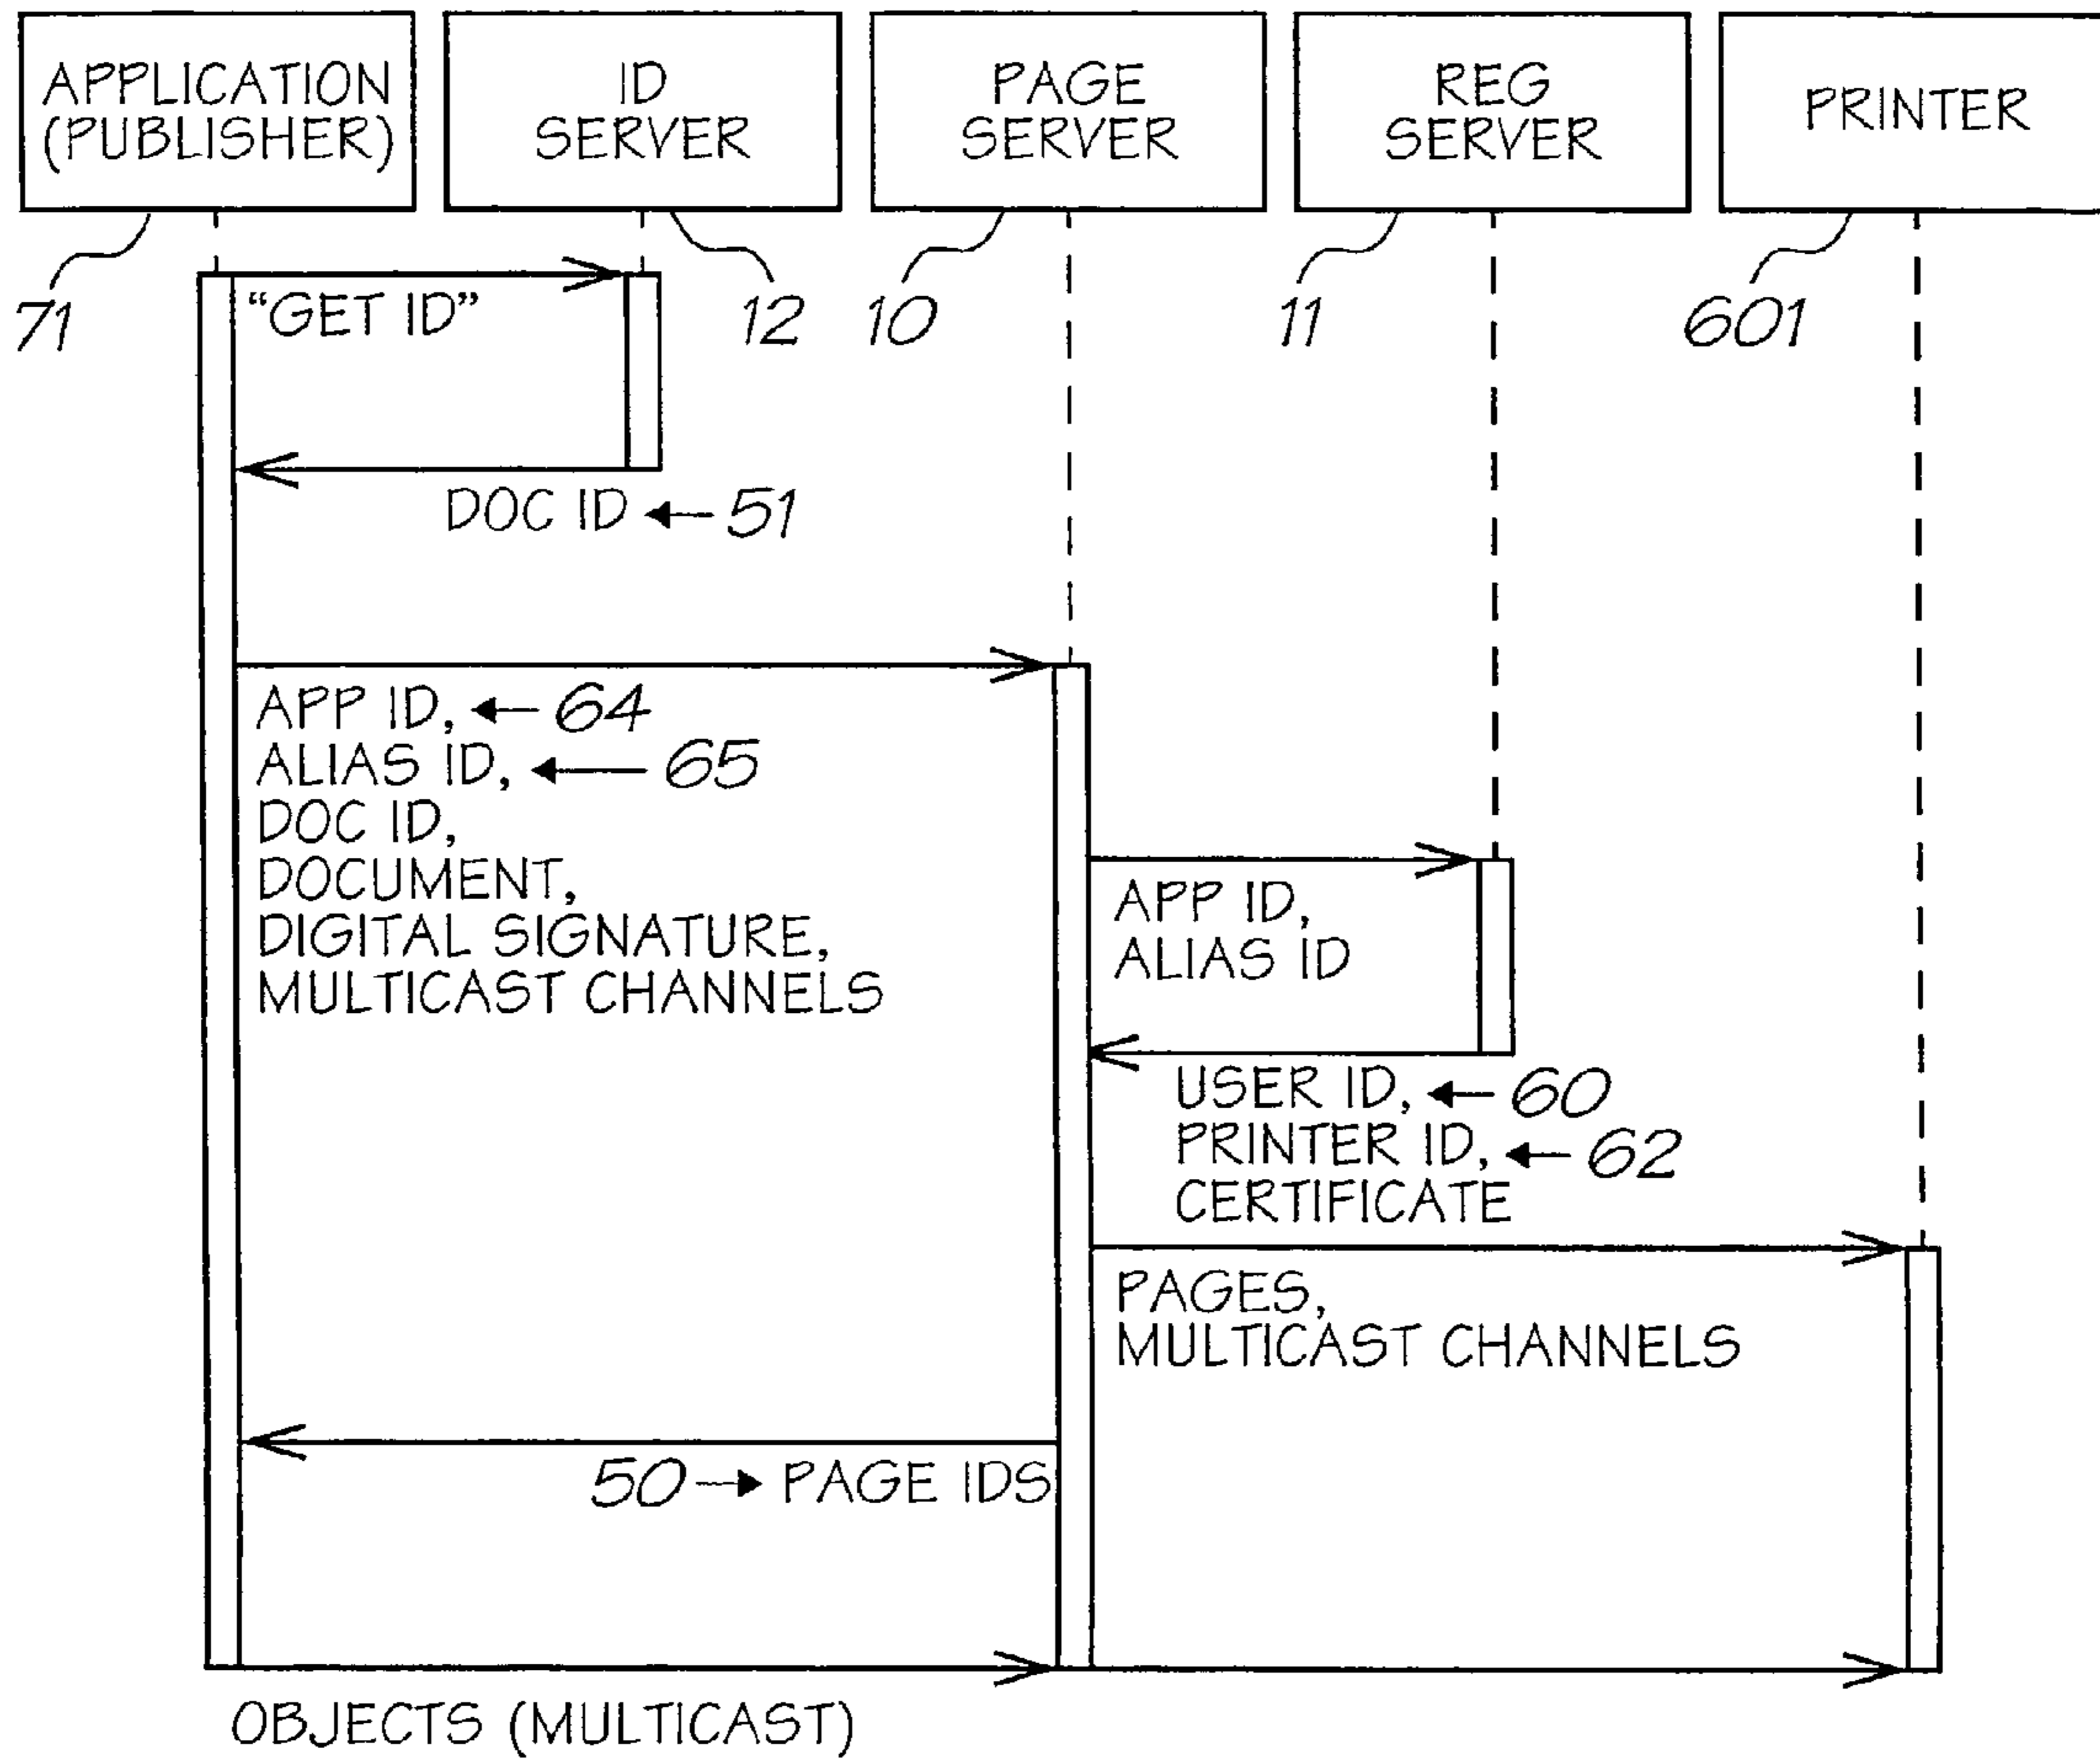 APPLICATION
(PUBLISHER)
ID
SERVER
PAGE
SERVER
REG
SERVER
PRINTER
71
12
10
11
601
"GET ID"
DOC ID
51
APP ID,
64
ALIAS ID,
65
DOC ID,
DOCUMENT,
DIGITAL SIGNATURE,
MULTICAST CHANNELS
APP ID,
ALIAS ID
USER ID,
60
PRINTER ID,
62
CERTIFICATE
PAGES,
MULTICAST CHANNELS
50
PAGE IDS
OBJECTS (MULTICAST)